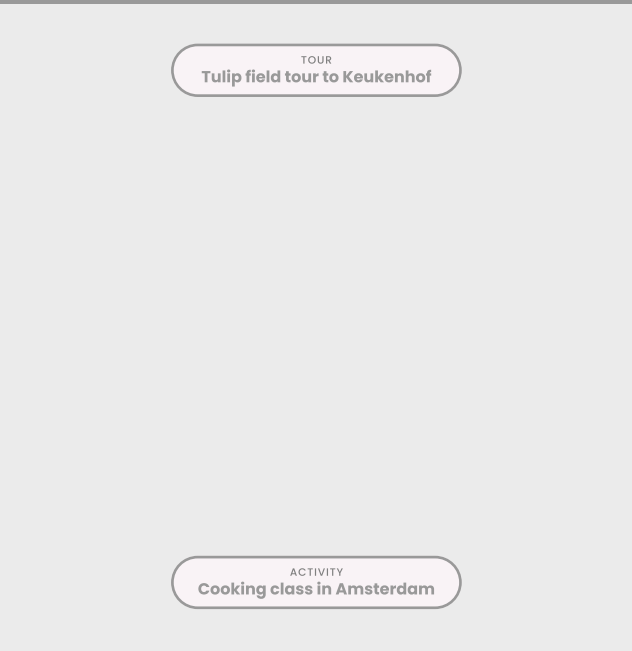 TOUR
Tulip field tour to Keukenhof
ACTIVITY
Cooking class in Amsterdam